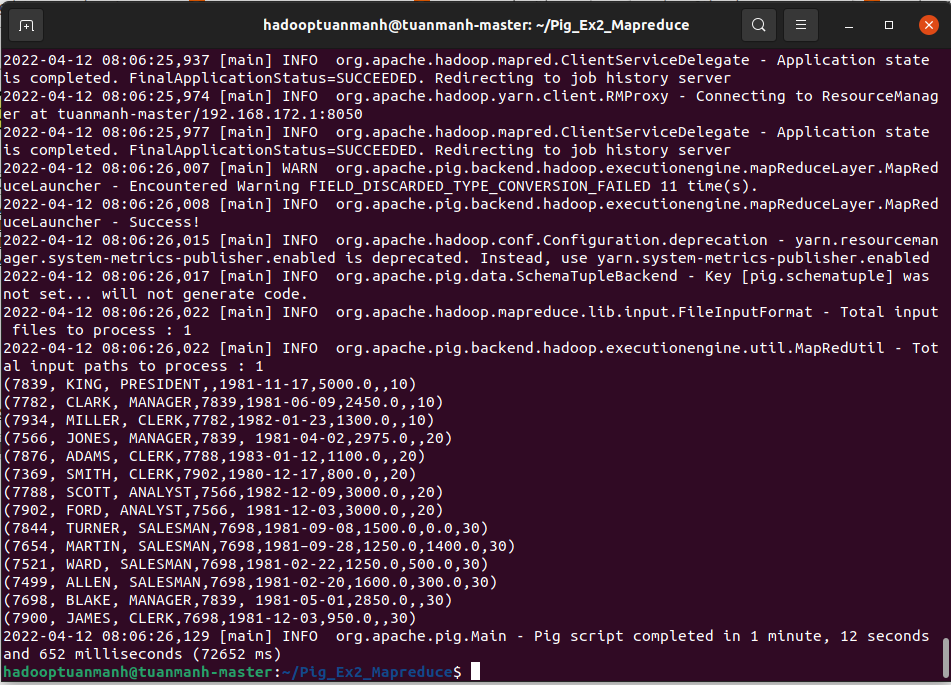 hadooptuanmanh@tuanmanh-master: ~/Pig_Ex2_Mapreduce
2022-04-12 08:06:25,937 [main] INFO  org.apache.hadoop.mapred.ClientServiceDelegate - Application state
is completed. FinalApplicationStatus=SUCCEEDED. Redirecting to job history server
2022-04-12 08:06:25,974 [main] INFO  org.apache.hadoop.yarn.client.RMProxy - Connecting to ResourceManag
er at tuanmanh-master/192.168.172.1:8050
2022-04-12 08:06:25,977 [main] INFO  org.apache.hadoop.mapred.ClientServiceDelegate - Application state
is completed. FinalApplicationStatus=SUCCEEDED. Redirecting to job history server
2022-04-12 08:06:26,007 [main] WARN  org.apache.pig.backend.hadoop.executionengine.mapReduceLayer.MapRed
uceLauncher - Encountered Warning FIELD_DISCARDED_TYPE_CONVERSION_FAILED 11 time(s).
2022-04-12 08:06:26,008 [main] INFO  org.apache.pig.backend.hadoop.executionengine.mapReduceLayer.MapRed
uceLauncher - Success!
2022-04-12 08:06:26,015 [main] INFO  org.apache.hadoop.conf.Configuration.deprecation - yarn.resourceman
ager.system-metrics-publisher.enabled is deprecated. Instead, use yarn.system-metrics-publisher.enabled
2022-04-12 08:06:26,017 [main] INFO  org.apache.pig.data.SchemaTupleBackend - Key [pig.schematuple] was
not set... will not generate code.
2022-04-12 08:06:26,022 [main] INFO  org.apache.hadoop.mapreduce.lib.input.FileInputFormat - Total input
 files to process : 1
2022-04-12 08:06:26,022 [main] INFO  org.apache.pig.backend.hadoop.executionengine.util.MapRedUtil - Tot
al input paths to process : 1
(7839, KING, PRESIDENT,,1981-11-17,5000.0,,10)
(7782, CLARK, MANAGER,7839,1981-06-09,2450.0,,10)
(7934, MILLER, CLERK,7782,1982-01-23,1300.0,,10)
(7566, JONES, MANAGER,7839, 1981-04-02,2975.0,,20)
(7876, ADAMS, CLERK,7788,1983-01-12,1100.0,,20)
(7369, SMITH, CLERK,7902,1980-12-17,800.0,,20)
(7788, SCOTT, ANALYST,7566,1982-12-09,3000.0,,20)
(7902, FORD, ANALYST,7566, 1981-12-03,3000.0,,20)
(7844, TURNER, SALESMAN,7698,1981-09-08,1500.0,0.0,30)
(7654, MARTIN, SALESMAN,7698,1981–09-28,1250.0,1400.0,30)
(7521, WARD, SALESMAN,7698,1981-02-22,1250.0,500.0,30)
(7499, ALLEN, SALESMAN,7698,1981-02-20,1600.0,300.0,30)
(7698, BLAKE, MANAGER,7839, 1981-05-01,2850.0,,30)
(7900, JAMES, CLERK,7698,1981-12-03,950.0,,30)
2022-04-12 08:06:26,129 [main] INFO  org.apache.pig.Main - Pig script completed in 1 minute, 12 seconds
and 652 milliseconds (72652 ms)
hadooptuanmanh@tuanmanh-master:~/Pig_Ex2_Mapreduce$